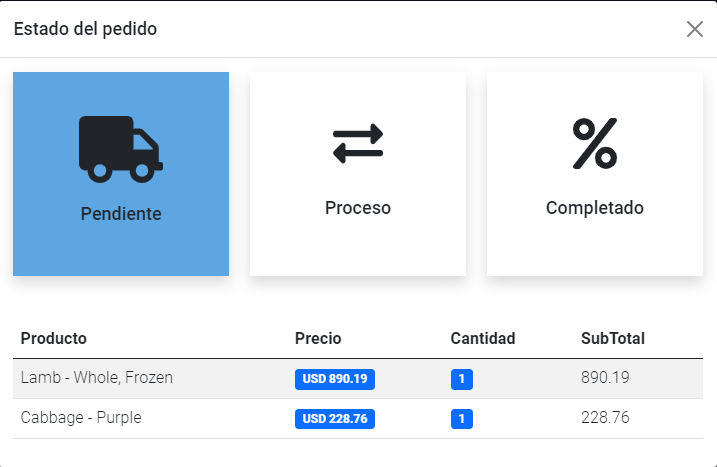 Estado del pedido
Pendiente
Proceso
Completado
Producto Precio Cantidad SubTotal
Lamb - Whole, Frozen USD 890.19 1 890.19
Cabbage - Purple USD 228.76 1 228.76